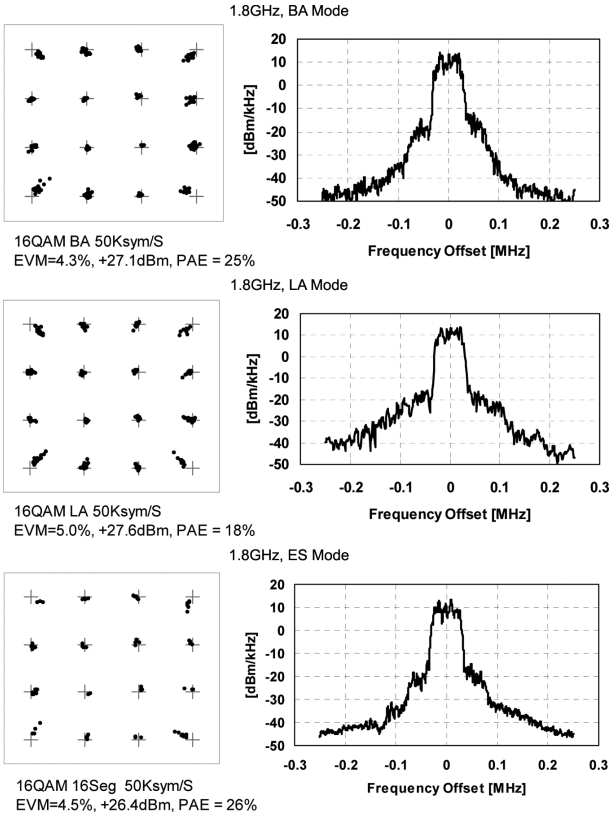 1.8GHz, BA Mode
20
10
0
-10
-20
-30
-40
-50
[dBm/kHz]
-0.3 -0.2 -0.1 0 0.1 0.2 0.3
Frequency Offset [MHz]
16QAM BA 50Ksym/S
EVM=4.3%, +27.1dBm, PAE = 25%
1.8GHz, LA Mode
20
10
0
-10
-20
-30
-40
-50
[dBm/kHz]
-0.3 -0.2 -0.1 0 0.1 0.2 0.3
Frequency Offset [MHz]
16QAM LA 50Ksym/S
EVM=5.0%, +27.6dBm, PAE = 18%
1.8GHz, ES Mode
20
10
0
-10
-20
-30
-40
-50
[dBm/kHz]
-0.3 -0.2 -0.1 0 0.1 0.2 0.3
Frequency Offset [MHz]
16QAM 16Seg 50Ksym/S
EVM=4.5%, +26.4dBm, PAE = 26%